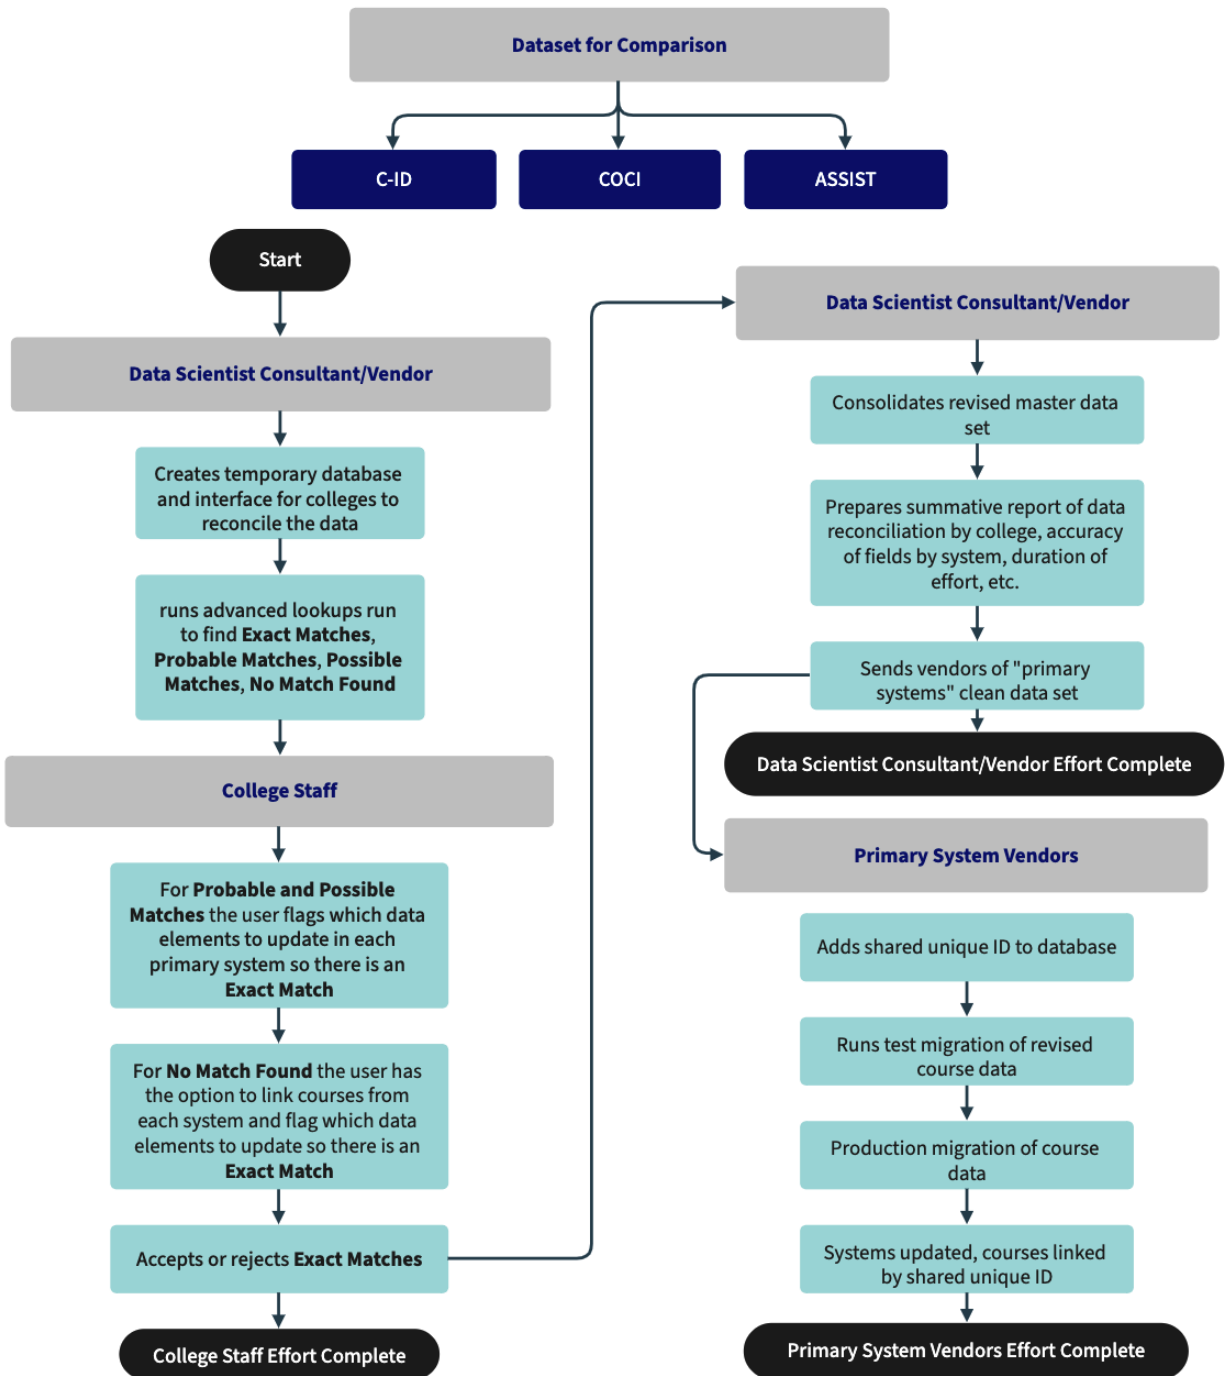 Dataset for Comparison
C-ID
COCI
ASSIST
Start
Data Scientist Consultant/Vendor
Creates temporary database
and interface for colleges to
reconcile the data
runs advanced lookups run
to find Exact Matches,
Probable Matches, Possible
Matches, No Match Found
College Staff
For Probable and Possible
Matches the user flags which data
elements to update in each
primary system so there is an
Exact Match
For No Match Found the user has
the option to link courses from
each system and flag which data
elements to update so there is an
Exact Match
Accepts or rejects Exact Matches
College Staff Effort Complete
Data Scientist Consultant/Vendor
Consolidates revised master data
set
Prepares summative report of data
reconciliation by college, accuracy
of fields by system, duration of
effort, etc.
Sends vendors of "primary
systems" clean data set
Data Scientist Consultant/Vendor Effort Complete
Primary System Vendors
Adds shared unique ID to database
Runs test migration of revised
course data
Production migration of course
data
Systems updated, courses linked
by shared unique ID
Primary System Vendors Effort Complete